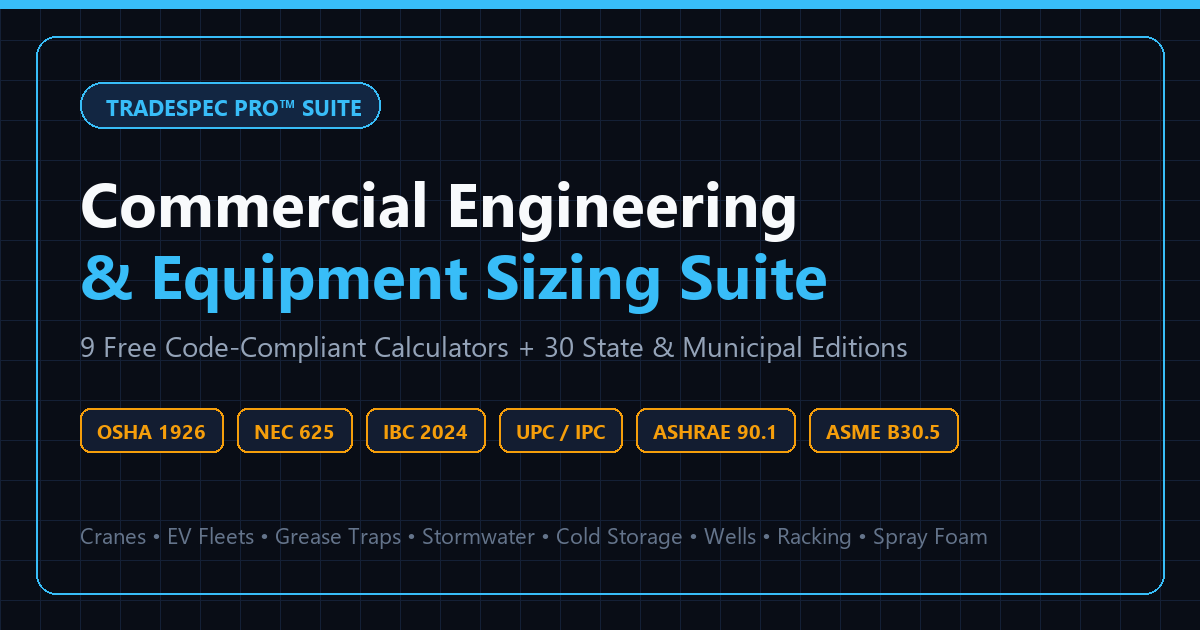 TRADESPEC PRO™ SUITE
Commercial Engineering
& Equipment Sizing Suite
9 Free Code-Compliant Calculators + 30 State & Municipal Editions
OSHA 1926 NEC 625 IBC 2024 UPC / IPC ASHRAE 90.1 ASME B30.5
Cranes • EV Fleets • Grease Traps • Stormwater • Cold Storage • Wells • Racking • Spray Foam